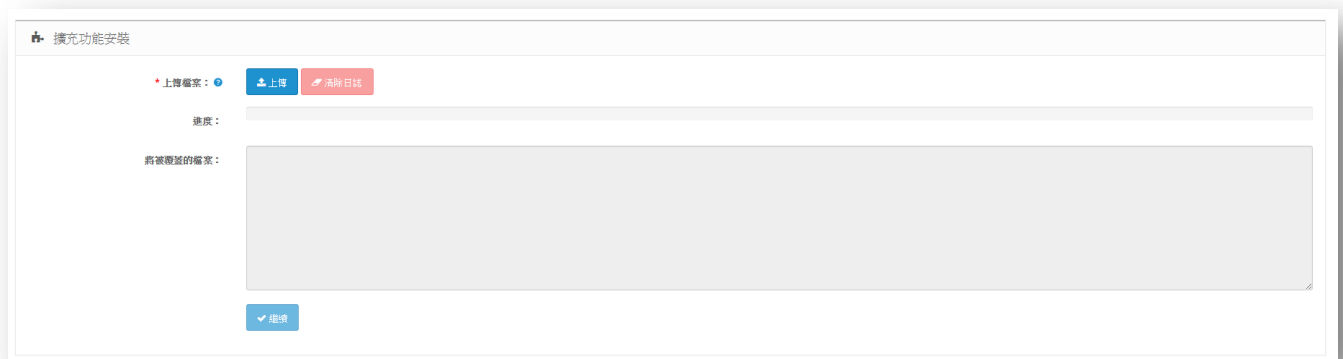 擴充功能安裝
* 上傳檔案：
上傳 清除日誌
進度：
將被覆蓋的檔案：
繼續